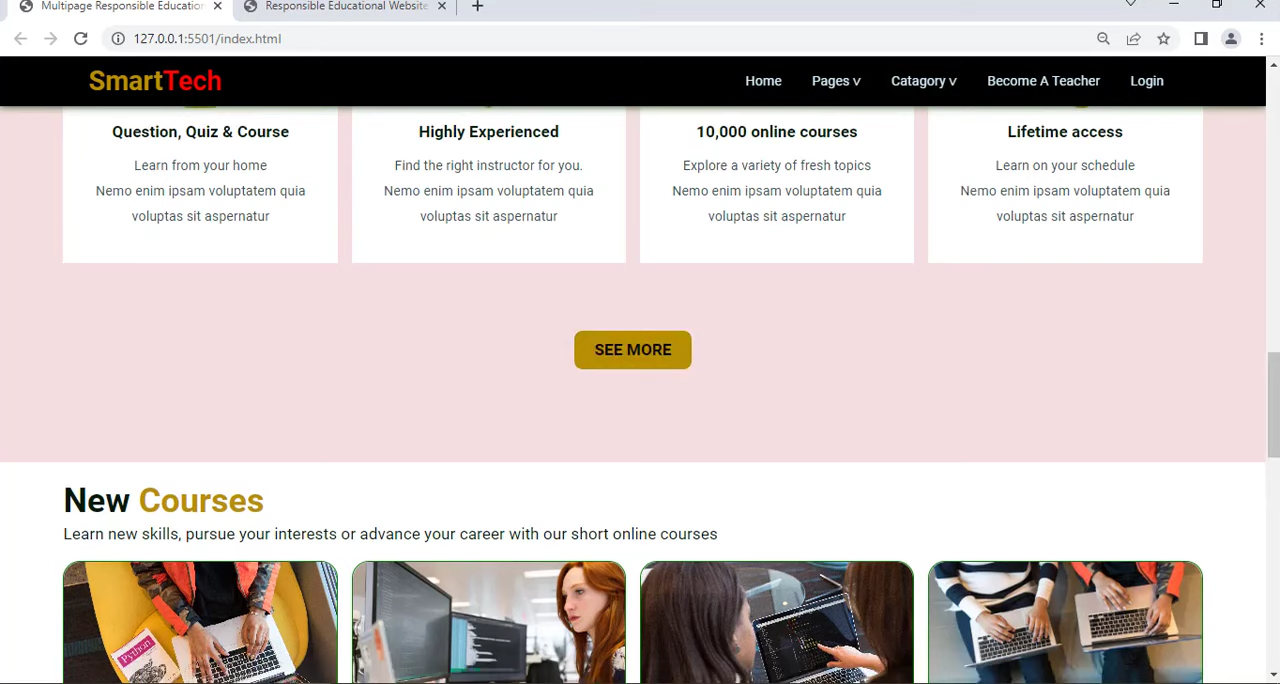 Multipage Responsible Education
Responsible Educational Website
127.0.0.1:5501/index.html
SmartTech
Home
Pages v
Catagory v
Become A Teacher
Login
Question, Quiz & Course
Learn from your home
Nemo enim ipsam voluptatem quia
voluptas sit aspernatur
Highly Experienced
Find the right instructor for you.
Nemo enim ipsam voluptatem quia
voluptas sit aspernatur
10,000 online courses
Explore a variety of fresh topics
Nemo enim ipsam voluptatem quia
voluptas sit aspernatur
Lifetime access
Learn on your schedule
Nemo enim ipsam voluptatem quia
voluptas sit aspernatur
SEE MORE
New Courses
Learn new skills, pursue your interests or advance your career with our short online courses
Python